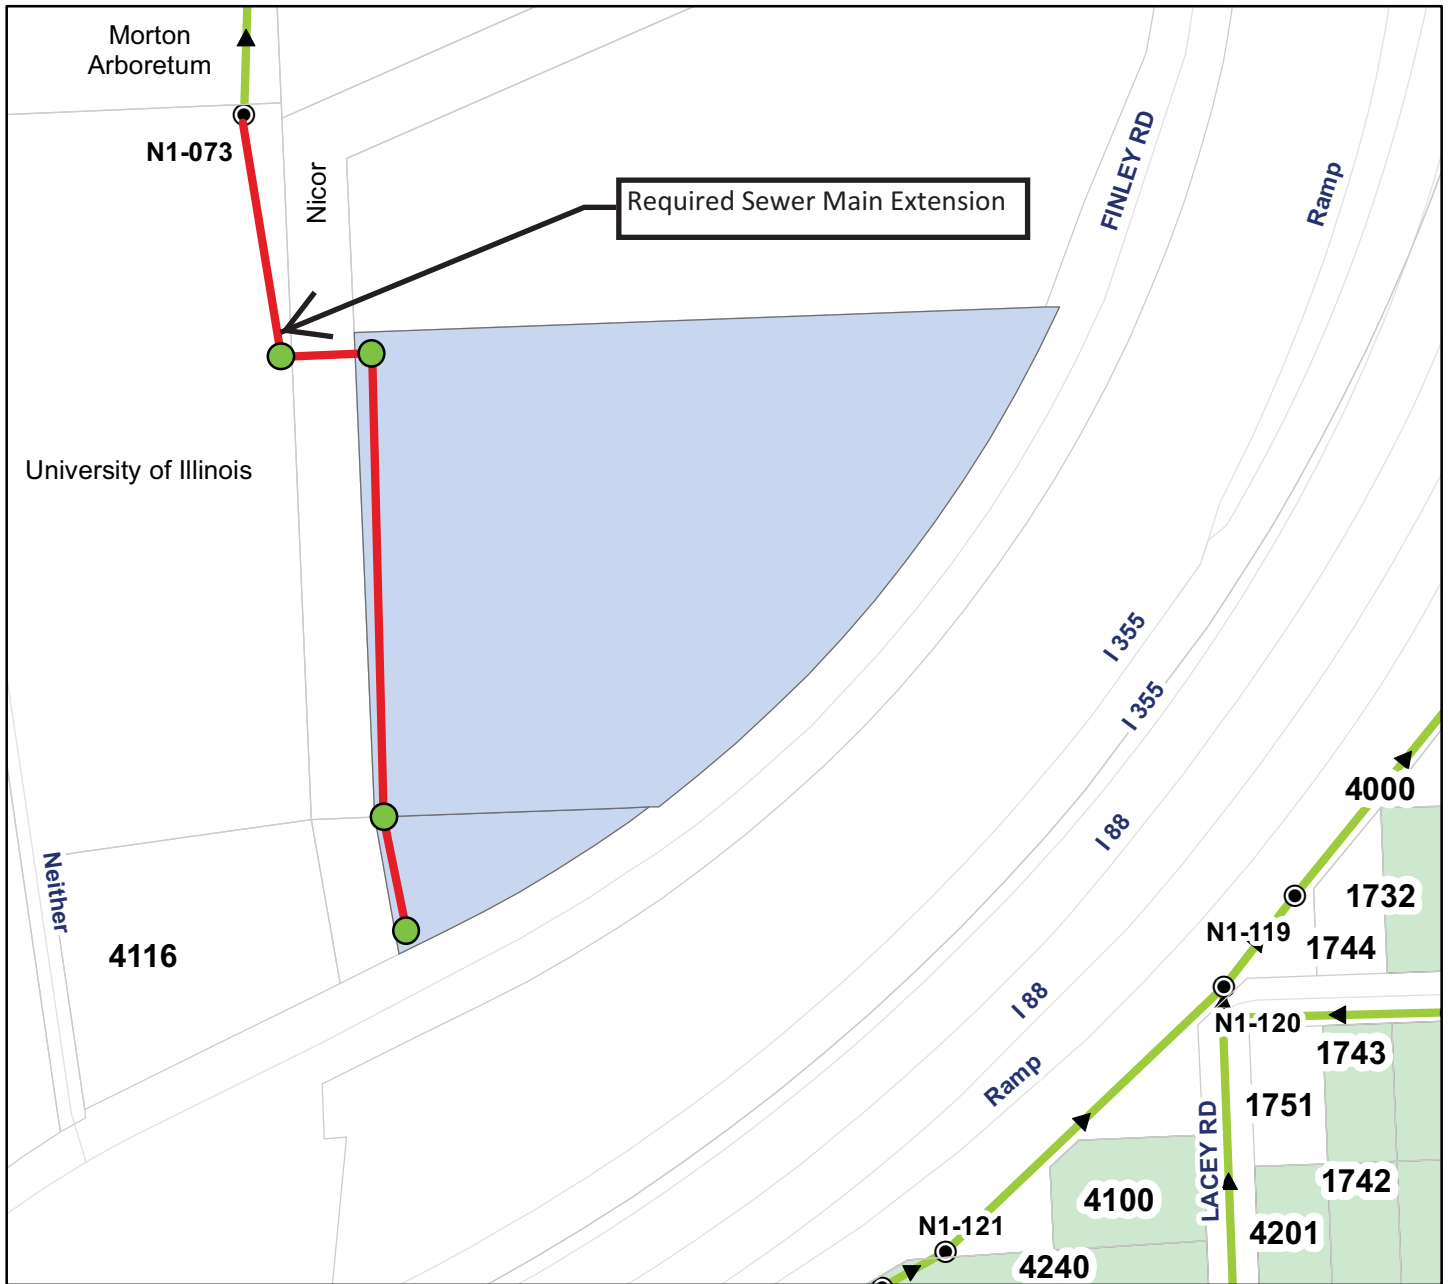 Morton
Arboretum
N1-073
Nicor
Required Sewer Main Extension
FINLEY RD
Ramp
University of Illinois
I 355
I 355
4000
I 88
Neither
1732
N1-119
1744
4116
I 88
N1-120
1743
Ramp
1751
LACEY RD
1742
4100
N1-121
4201
4240